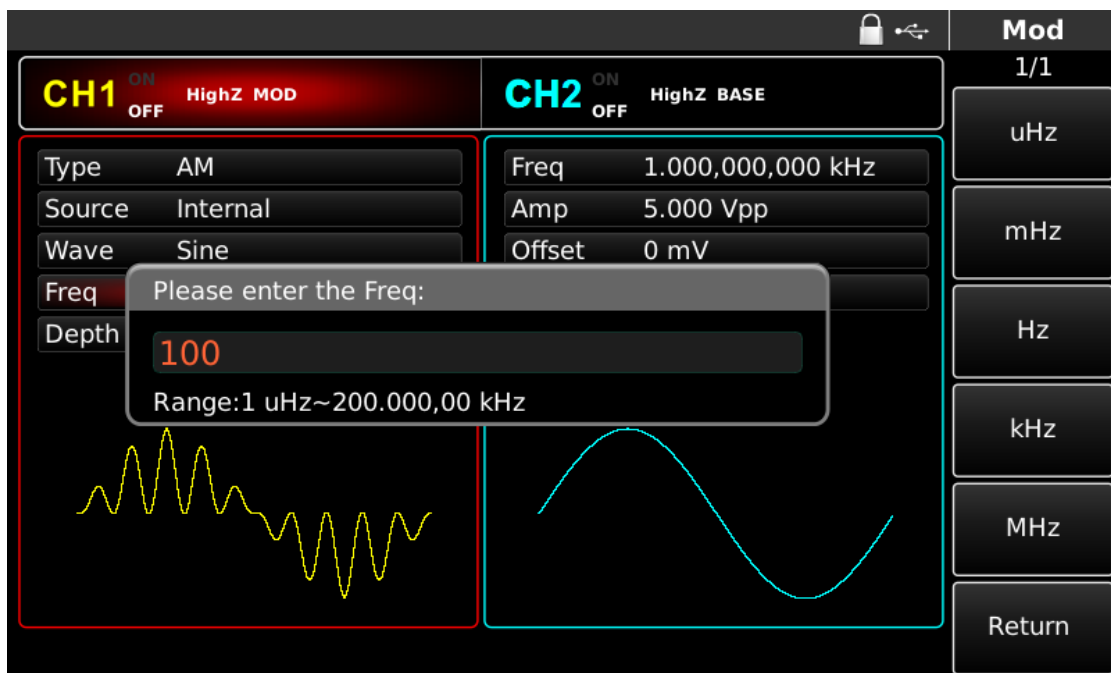 Mod
1/1
CH1 ON OFF HighZ MOD
CH2 ON OFF HighZ BASE
Type AM
Source Internal
Wave Sine
Freq
Depth
Freq 1.000,000,000 kHz
Amp 5.000 Vpp
Offset 0 mV
Please enter the Freq:
100
Range:1 uHz~200.000,00 kHz
uHz
mHz
Hz
kHz
MHz
Return